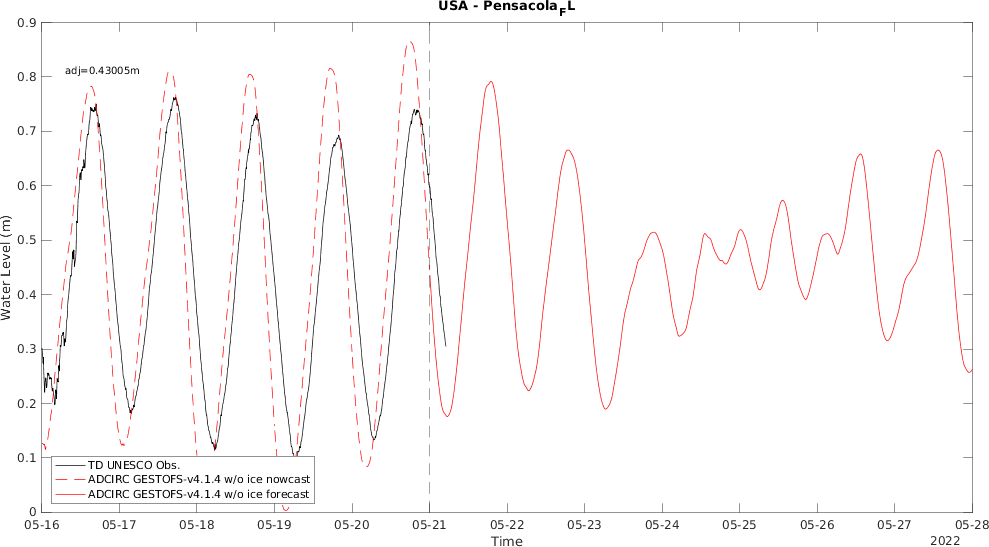 USA - Pensacola_FL
adj=0.43005m
0.9
0.8
0.7
0.6
0.5
0.4
0.3
0.2
0.1
0
Water Level (m)
TD UNESCO Obs.
ADCIRC GESTOFS-v4.1.4 w/o ice nowcast
ADCIRC GESTOFS-v4.1.4 w/o ice forecast
05-16 05-17 05-18 05-19 05-20 05-21 05-22 05-23 05-24 05-25 05-26 05-27 05-28
Time
2022